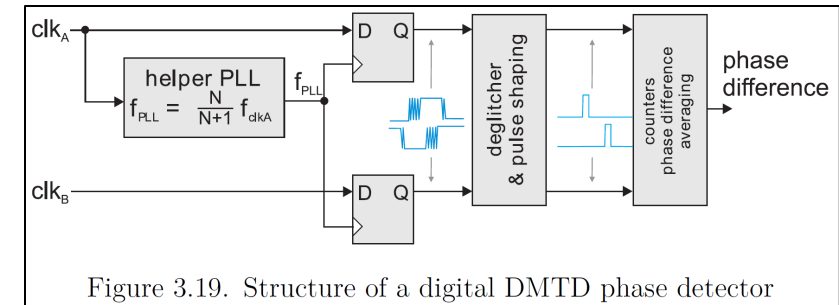 clkA
D Q
helper PLL
fPLL = N/N+1 fclkA
fPLL
deglitcher
& pulse shaping
counters
phase difference
averaging
phase
difference
clkB
D Q
Figure 3.19. Structure of a digital DMTD phase detector